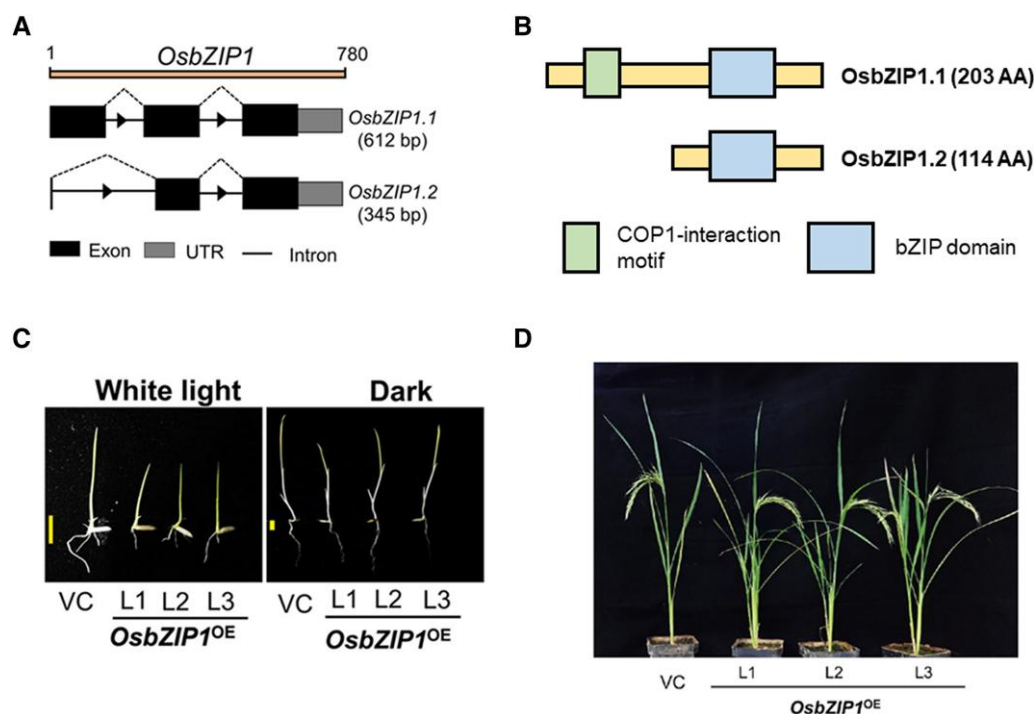 A
1
OsbZIP1
780
OsbZIP1.1
(612 bp)
OsbZIP1.2
(345 bp)
Exon
UTR
Intron
B
OsbZIP1.1 (203 AA)
OsbZIP1.2 (114 AA)
COP1-interaction
motif
bZIP domain
C
White light
Dark
VC
L1
L2
L3
OsbZIP1OE
VC
L1
L2
L3
OsbZIP1OE
D
VC
L1
L2
L3
OsbZIP1OE